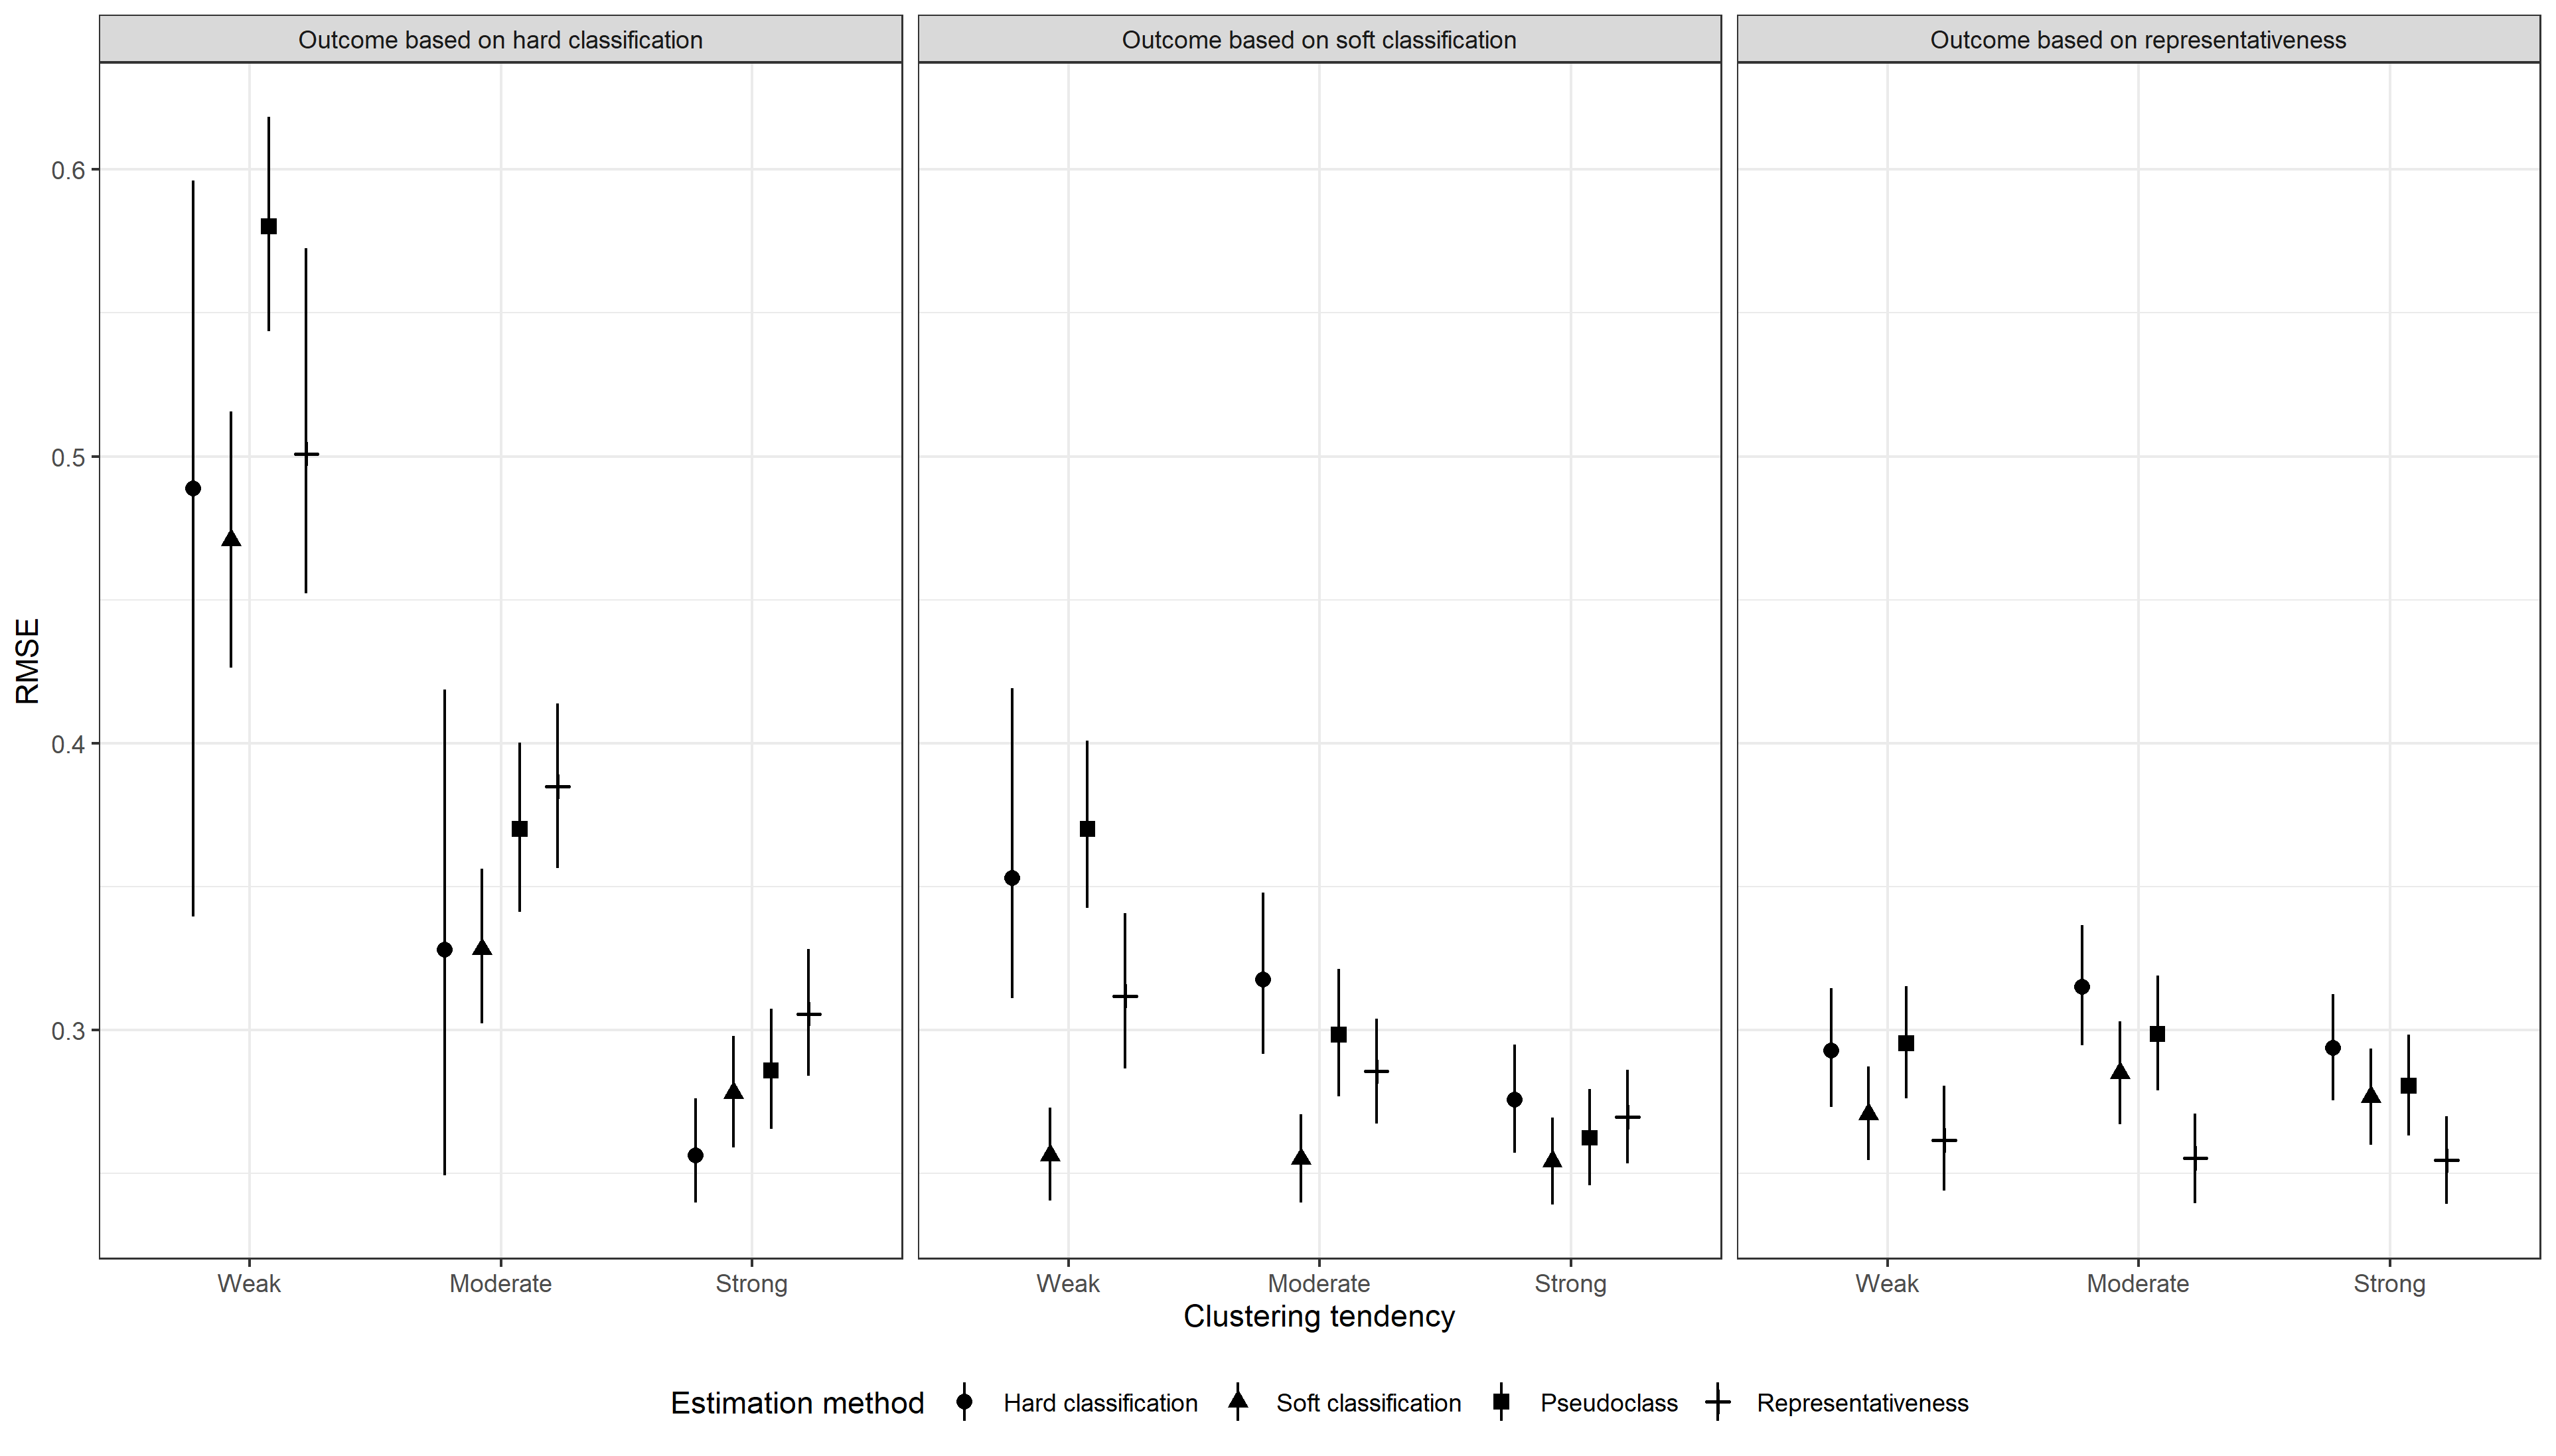 Outcome based on hard classification
Outcome based on soft classification
Outcome based on representativeness
RMSE
0.6
0.5
0.4
0.3
Weak Moderate Strong
Weak Moderate Strong
Weak Moderate Strong
Clustering tendency
Estimation method Hard classification Soft classification Pseudoclass Representativeness